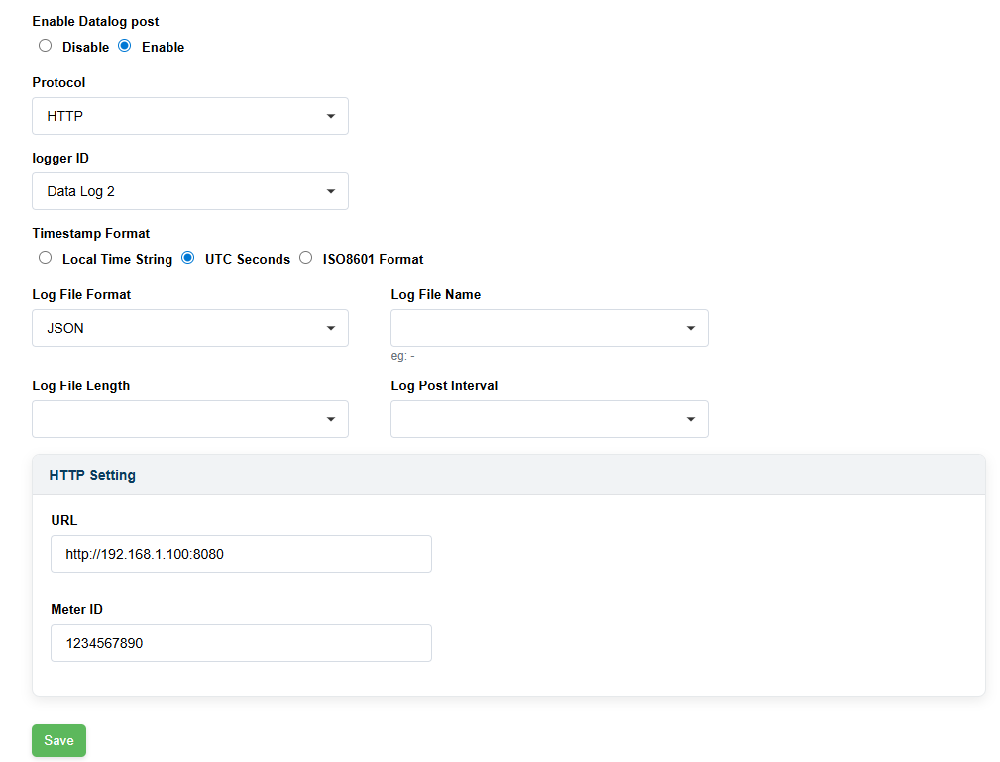 Enable Datalog post
Disable Enable
Protocol
HTTP
logger ID
Data Log 2
Timestamp Format
Local Time String UTC Seconds ISO8601 Format
Log File Format Log File Name
JSON
eg: -
Log File Length Log Post Interval
HTTP Setting
URL
http://192.168.1.100:8080
Meter ID
1234567890
Save